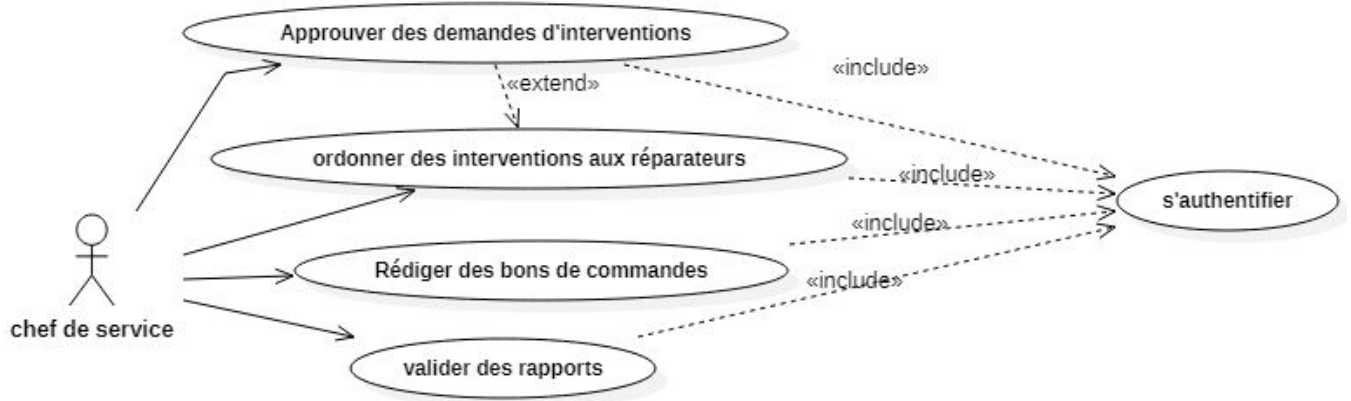 Approuver des demandes d'interventions
«include»
«extend»
ordonner des interventions aux réparateurs
«include»
s'authentifier
«include»
Rédiger des bons de commandes
«include»
chef de service
valider des rapports